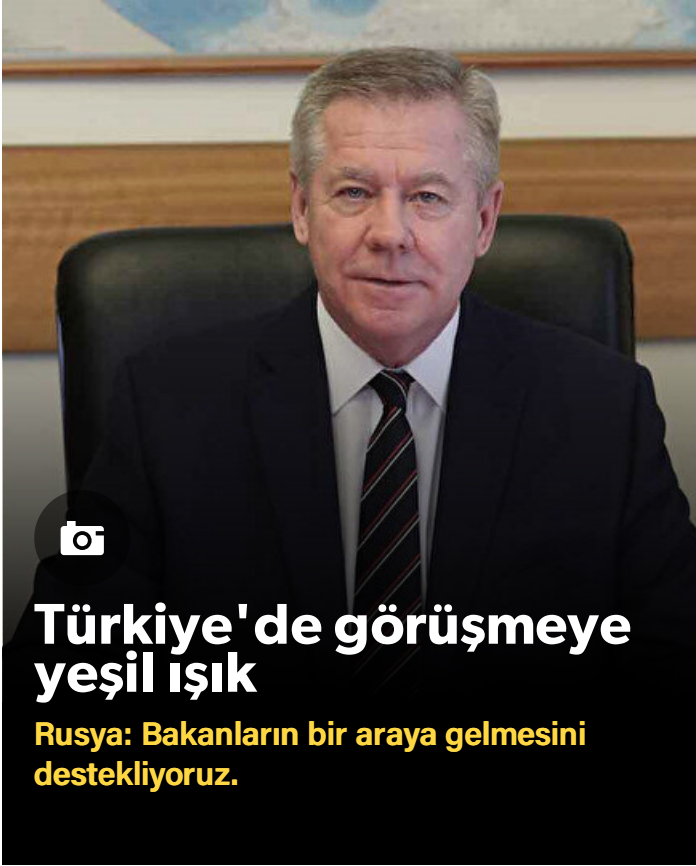 Türkiye'de görüşmeye
yeşil ışık
Rusya: Bakanların bir araya gelmesini
destekliyoruz.